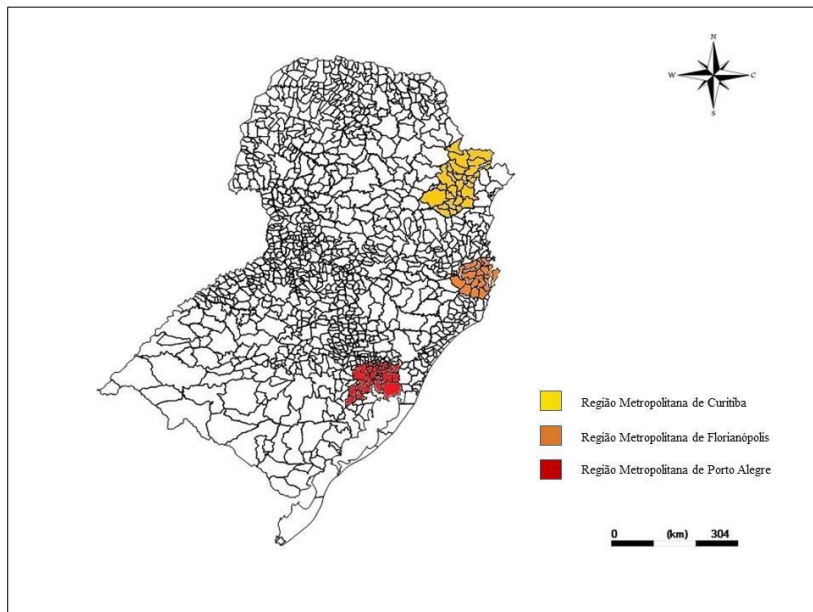 N
W C
S
Região Metropolitana de Curitiba
Região Metropolitana de Florianópolis
Região Metropolitana de Porto Alegre
0 (km) 304